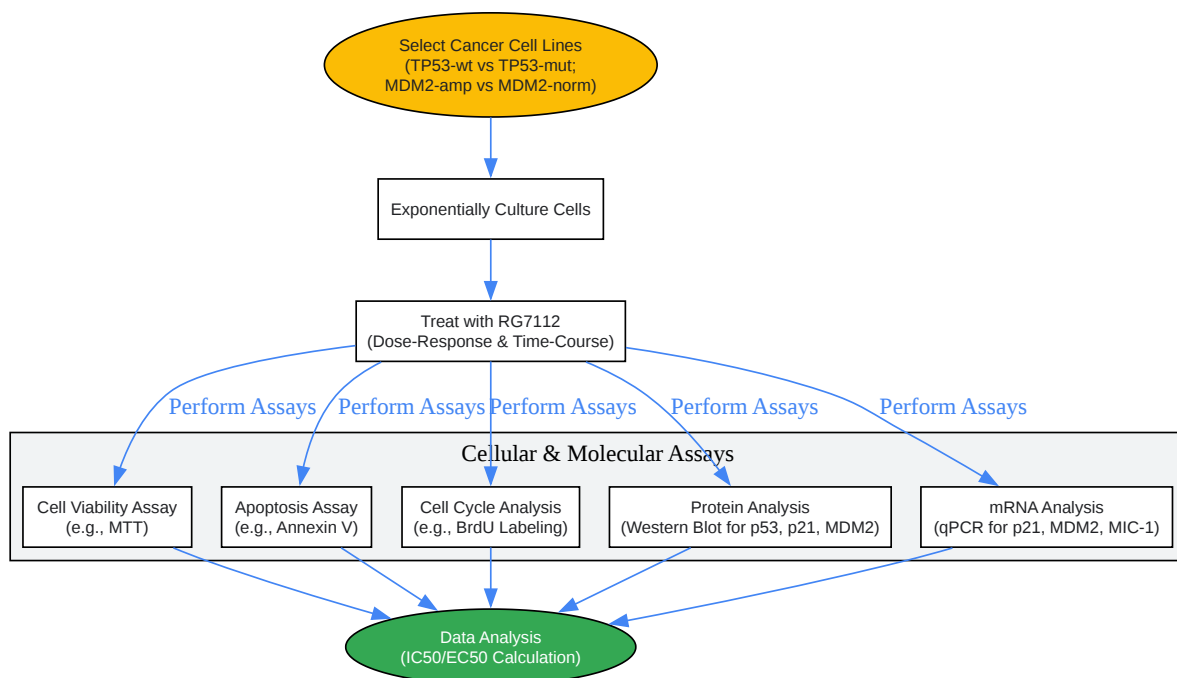 Select Cancer Cell Lines
(TP53-wt vs TP53-mut;
MDM2-amp vs MDM2-norm)
Exponentially Culture Cells
Treat with RG7112
(Dose-Response & Time-Course)
Perform Assays
Perform Assays
Perform Assays
Perform Assays
Perform Assays
Cellular & Molecular Assays
Cell Viability Assay
(e.g., MTT)
Apoptosis Assay
(e.g., Annexin V)
Cell Cycle Analysis
(e.g., BrdU Labeling)
Protein Analysis
(Western Blot for p53, p21, MDM2)
mRNA Analysis
(qPCR for p21, MDM2, MIC-1)
Data Analysis
(IC50/EC50 Calculation)